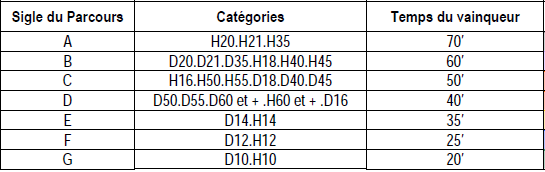 Sigle du Parcours Catégories Temps du vainqueur
A H20.H21.H35 70'
B D20.D21.D35.H18.H40.H45 60'
C H16.H50.H55.D18.D40.D45 50'
D D50.D55.D60 et + .H60 et + .D16 40'
E D14.H14 35'
F D12.H12 25'
G D10.H10 20'